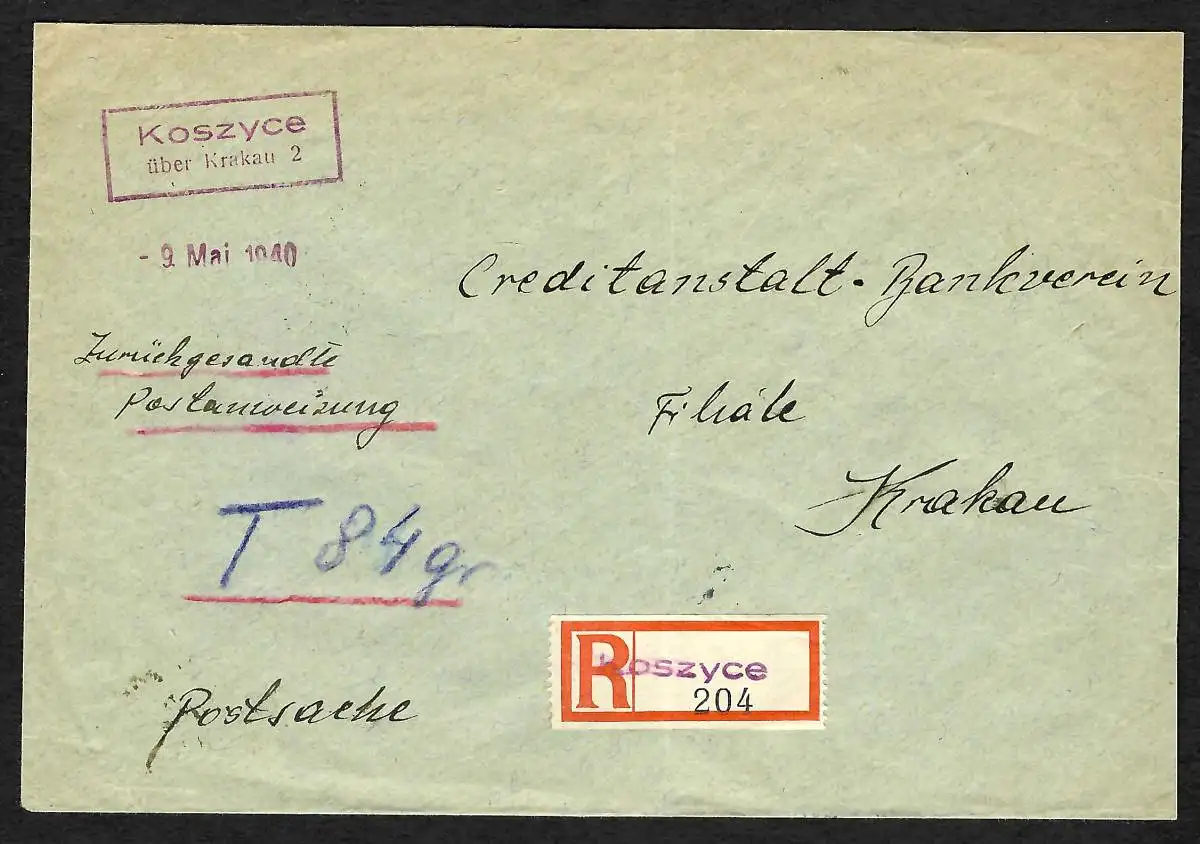 Koszyce
über Krakau 2
- 9 Mai 1940
Creditanstalt - Bankverein
Zurückgesandte
Postanweisung
Filiale
Krakau
T 84 gr
R Koszyce
204
Postsache